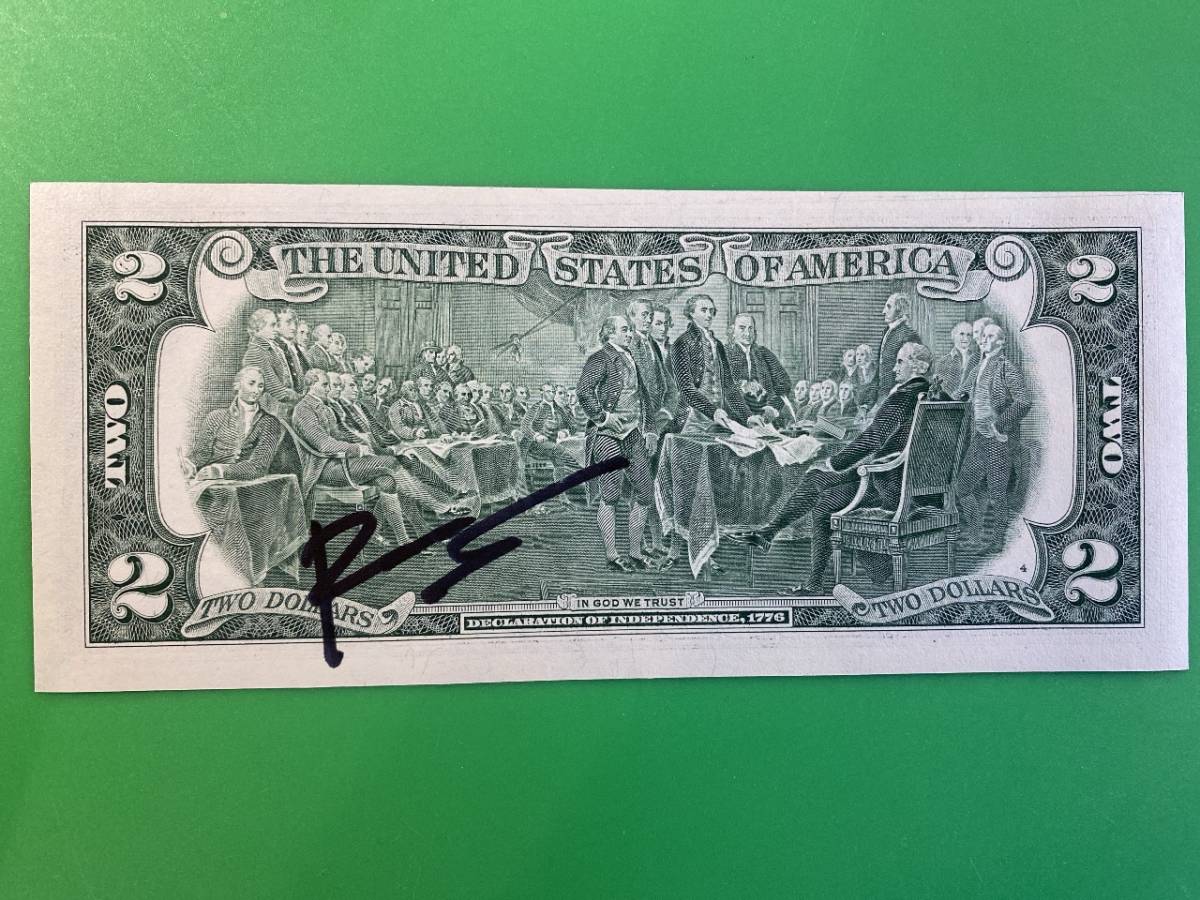 2 THE UNITED STATES OF AMERICA 2
TWO TWO
4
2 TWO DOLLARS IN GOD WE TRUST TWO DOLLARS 2
DECLARATION OF INDEPENDENCE, 1776